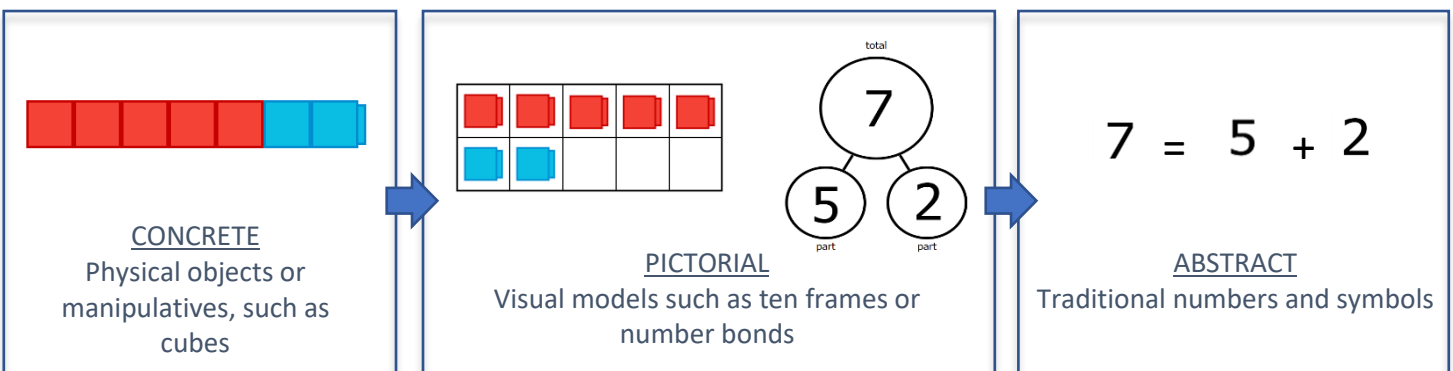 CONCRETE
Physical objects or
manipulatives, such as
cubes
total
7
5
2
part
part
PICTORIAL
Visual models such as ten frames or
number bonds
7 = 5 + 2
ABSTRACT
Traditional numbers and symbols